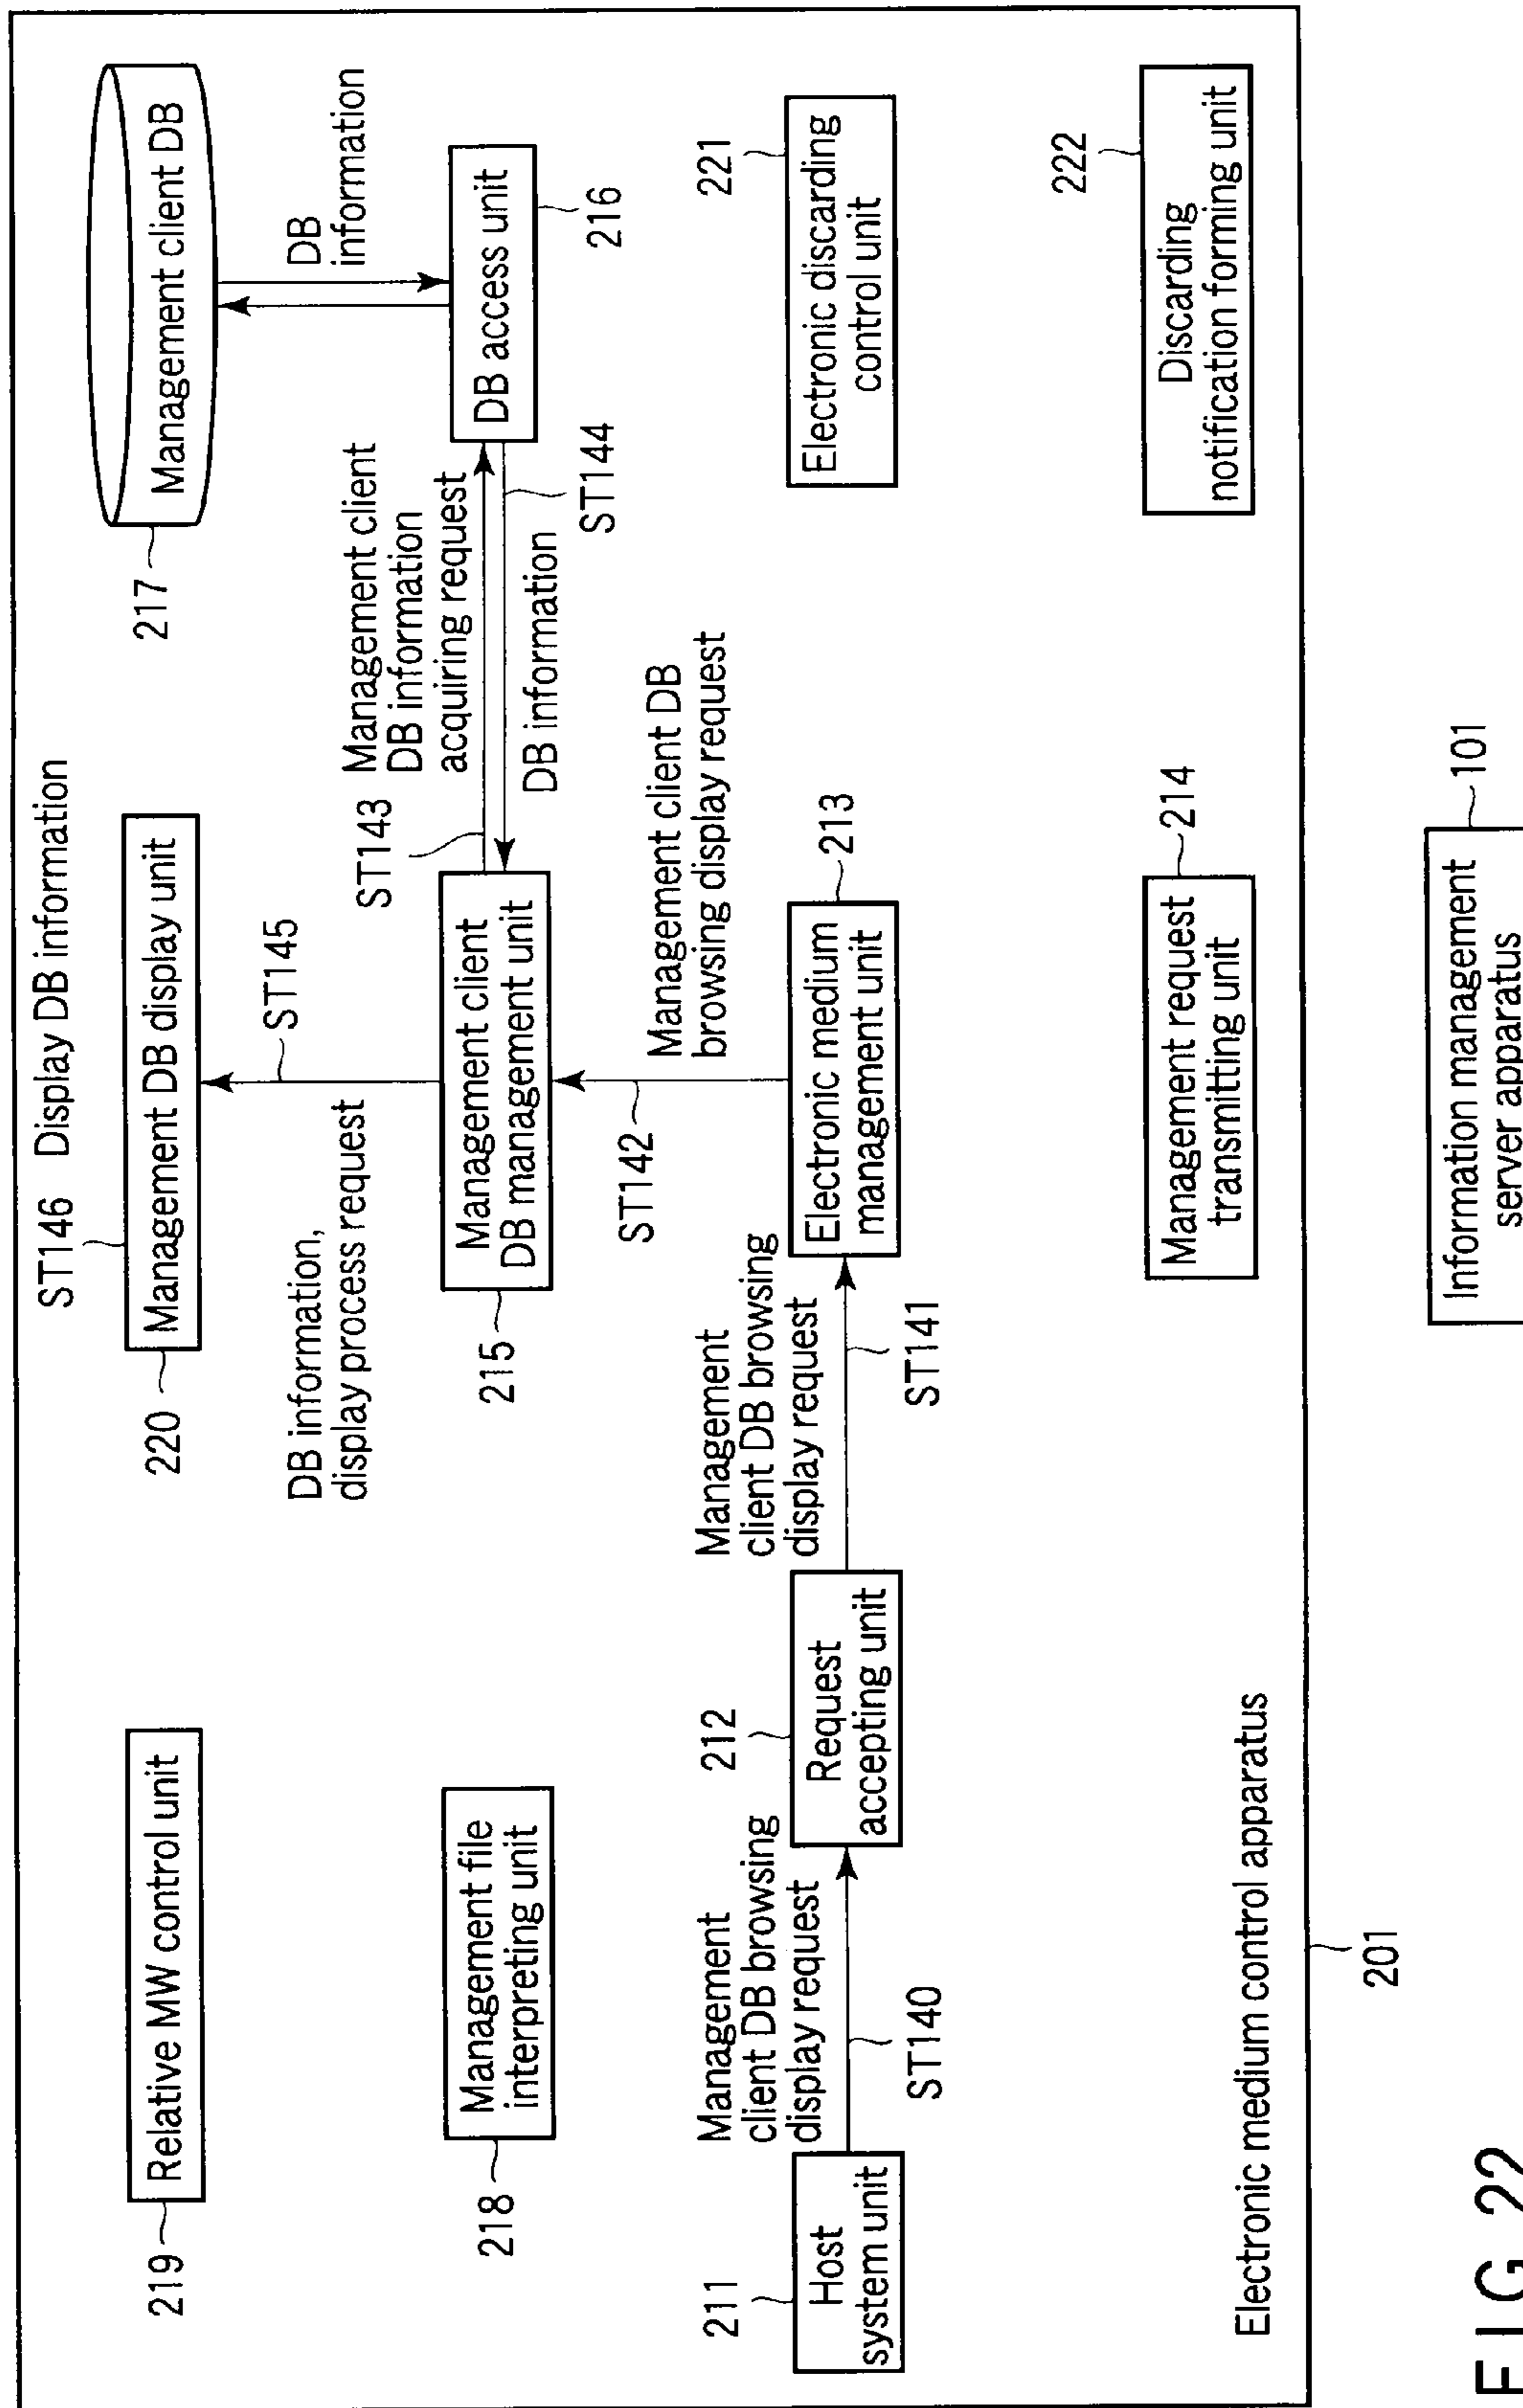 ST146 Display DB information
219
Relative MW control unit
220
Management DB display unit
217
Management client DB
DB information,
display process request
ST145
DB
information
218
Management file
interpreting unit
215
Management client
DB management unit
ST143
Management client
DB information
acquiring request
DB information
ST144
DB access unit
216
ST142
Management client DB
browsing display request
211
Host
system unit
Management
client DB browsing
display request
ST140
212
Request
accepting unit
Management
client DB browsing
display request
ST141
Electronic medium
management unit
213
221
Electronic discarding
control unit
Management request
transmitting unit
214
222
Discarding
notification forming unit
Electronic medium control apparatus
201
Information management
server apparatus
101
FIG. 22